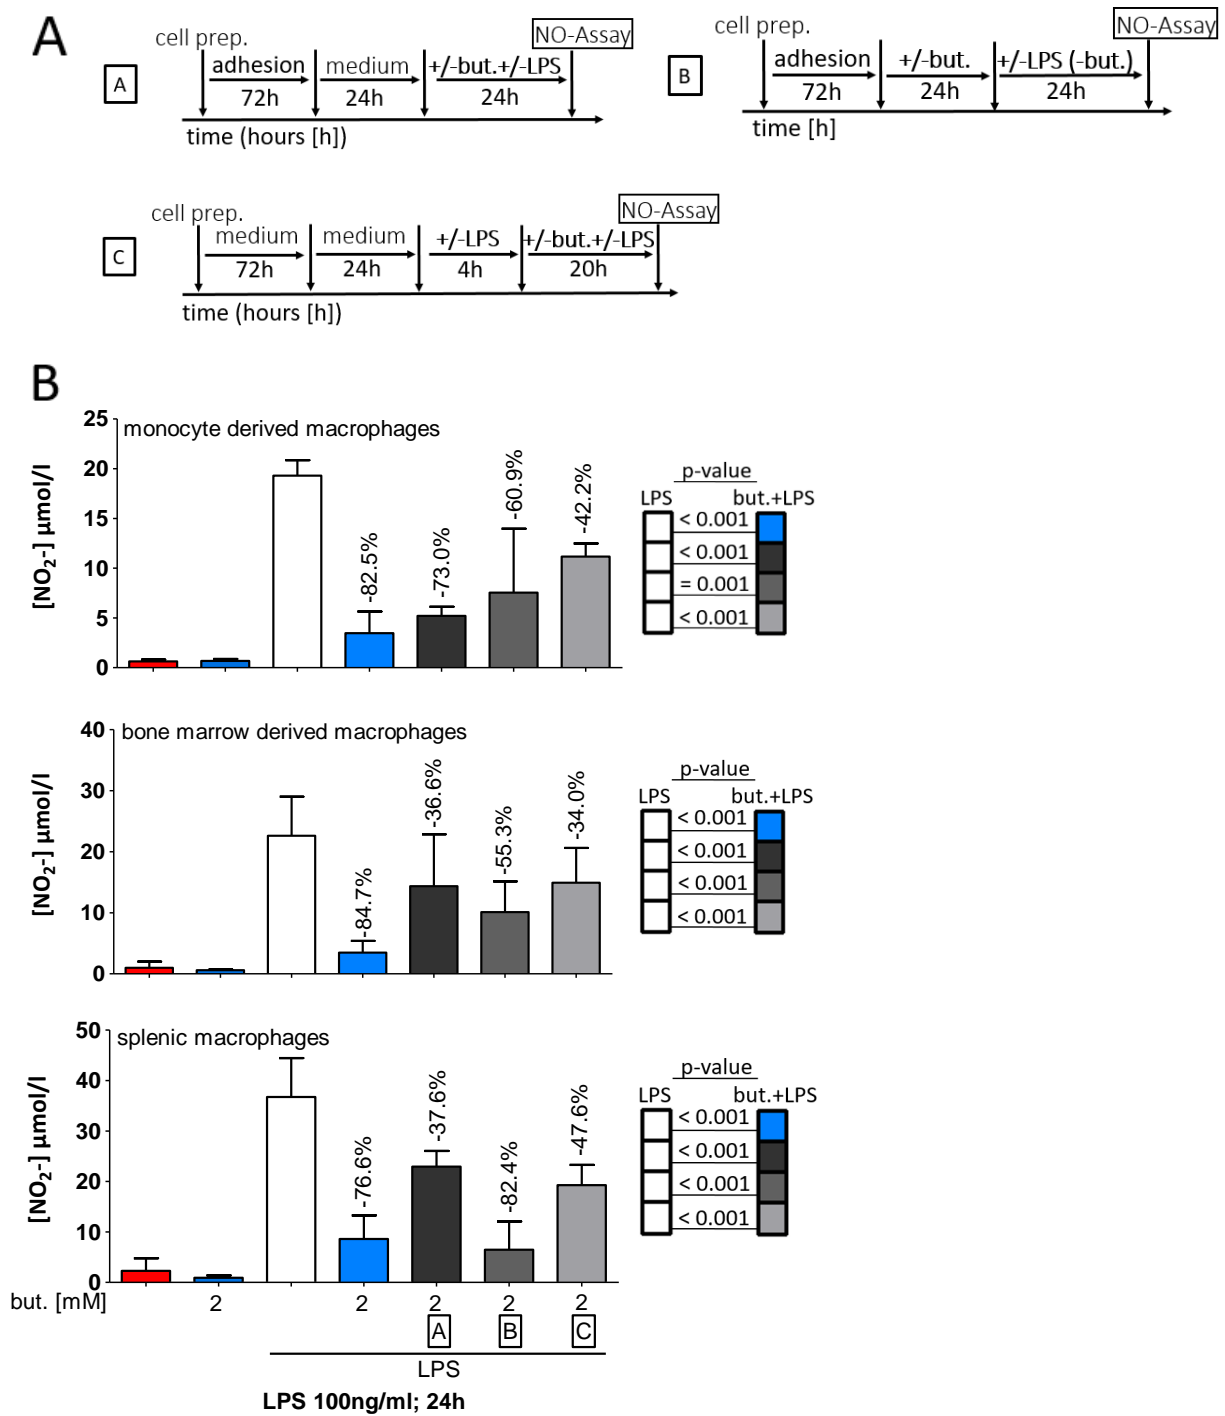 A
cell prep.
NO-Assay
A
adhesion
medium
+/-but.+/-LPS
72h
24h
24h
time (hours [h])
cell prep.
NO-Assay
B
adhesion
+/-but.
+/-LPS (-but.)
72h
24h
24h
time [h]
cell prep.
NO-Assay
C
medium
medium
+/-LPS
+/-but.+/-LPS
72h
24h
4h
20h
time (hours [h])
B
[NO2-] µmol/l
25
20
15
10
5
0
monocyte derived macrophages
-82.5%
-73.0%
-60.9%
-42.2%
p-value
LPS but.+LPS
< 0.001
< 0.001
= 0.001
< 0.001
[NO2-] µmol/l
40
30
20
10
0
bone marrow derived macrophages
-84.7%
-36.6%
-55.3%
-34.0%
p-value
LPS but.+LPS
< 0.001
< 0.001
< 0.001
< 0.001
[NO2-] µmol/l
50
40
30
20
10
0
splenic macrophages
-76.6%
-37.6%
-82.4%
-47.6%
p-value
LPS but.+LPS
< 0.001
< 0.001
< 0.001
< 0.001
but. [mM] 2 2 2 2 2
A B C
LPS
LPS 100ng/ml; 24h